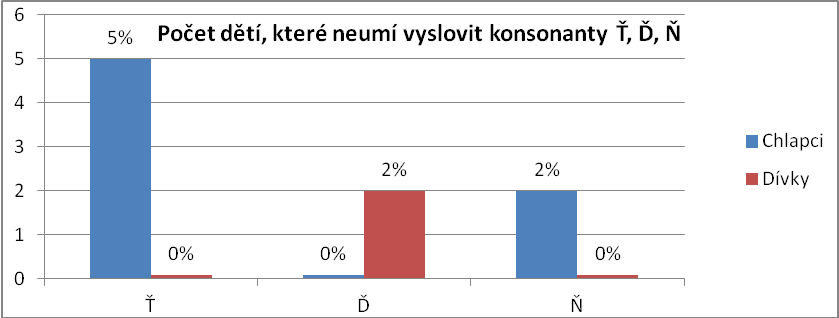 Počet dětí, které neumí vyslovit konsonanty Ť, Ď, Ň
6
5
4
3
2
1
0
5%
0%
0%
2%
2%
0%
Ť
Ď
Ň
Chlapci
Dívky